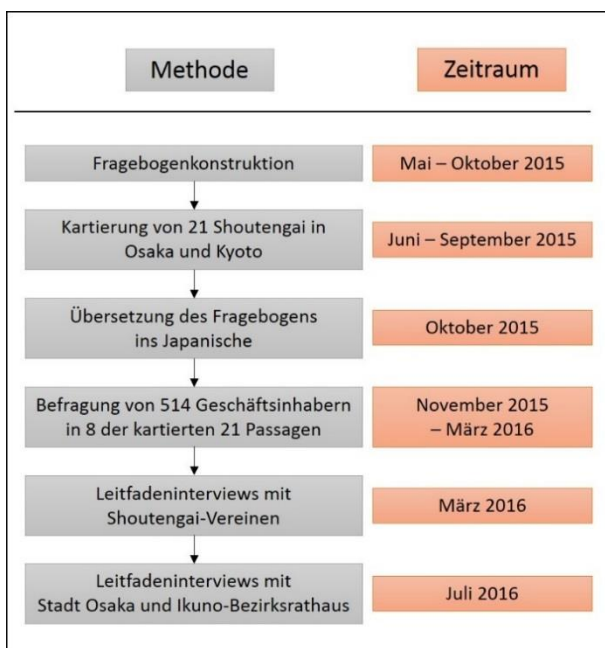 Methode
Zeitraum
Fragebogenkonstruktion
Mai – Oktober 2015
Kartierung von 21 Shoutengai in
Osaka und Kyoto
Juni – September 2015
Übersetzung des Fragebogens
ins Japanische
Oktober 2015
Befragung von 514 Geschäftsinhabern
in 8 der kartierten 21 Passagen
November 2015
– März 2016
Leitfadeninterviews mit
Shoutengai-Vereinen
März 2016
Leitfadeninterviews mit
Stadt Osaka und Ikuno-Bezirksrathaus
Juli 2016